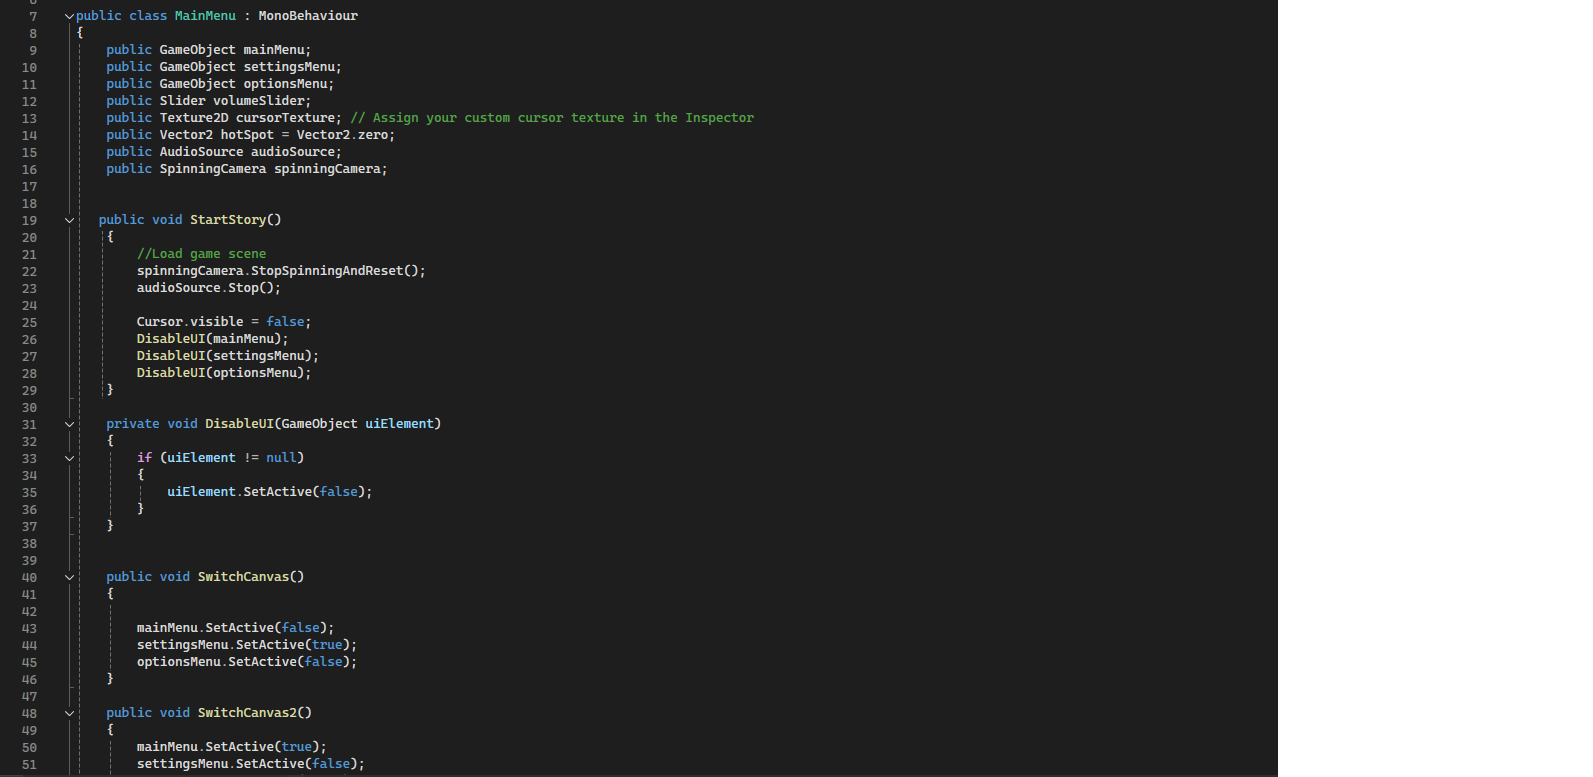 6
7 public class MainMenu : MonoBehaviour
8 {
9 public GameObject mainMenu;
10 public GameObject settingsMenu;
11 public GameObject optionsMenu;
12 public Slider volumeSlider;
13 public Texture2D cursorTexture; // Assign your custom cursor texture in the Inspector
14 public Vector2 hotSpot = Vector2.zero;
15 public AudioSource audioSource;
16 public SpinningCamera spinningCamera;
17
18
19 public void StartStory()
20 {
21 //Load game scene
22 spinningCamera.StopSpinningAndReset();
23 audioSource.Stop();
24
25 Cursor.visible = false;
26 DisableUI(mainMenu);
27 DisableUI(settingsMenu);
28 DisableUI(optionsMenu);
29 }
30
31 private void DisableUI(GameObject uiElement)
32 {
33 if (uiElement != null)
34 {
35 uiElement.SetActive(false);
36 }
37 }
38
39
40 public void SwitchCanvas()
41 {
42
43 mainMenu.SetActive(false);
44 settingsMenu.SetActive(true);
45 optionsMenu.SetActive(false);
46 }
47
48 public void SwitchCanvas2()
49 {
50 mainMenu.SetActive(true);
51 settingsMenu.SetActive(false);